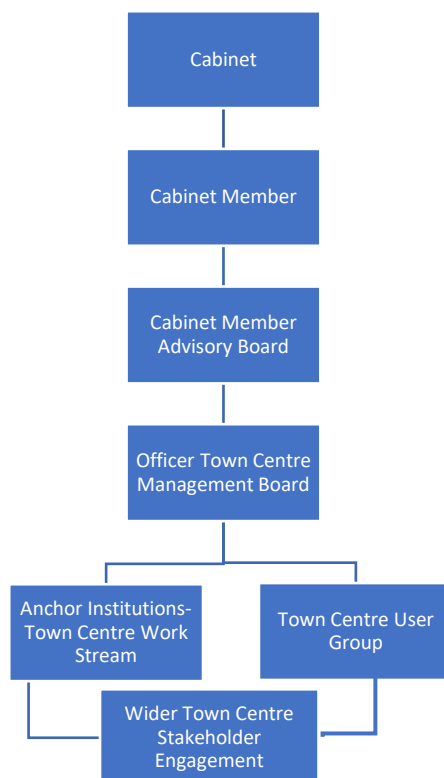 Cabinet
Cabinet Member
Cabinet Member
Advisory Board
Officer Town Centre
Management Board
Anchor Institutions-
Town Centre Work
Stream
Town Centre User
Group
Wider Town Centre
Stakeholder
Engagement